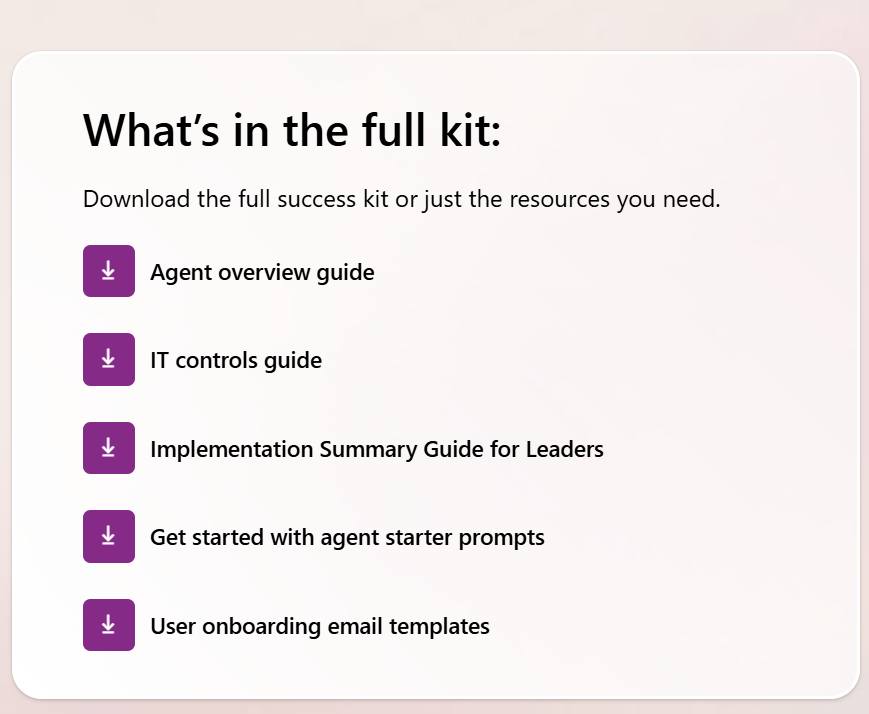 What’s in the full kit:
Download the full success kit or just the resources you need.
Agent overview guide
IT controls guide
Implementation Summary Guide for Leaders
Get started with agent starter prompts
User onboarding email templates